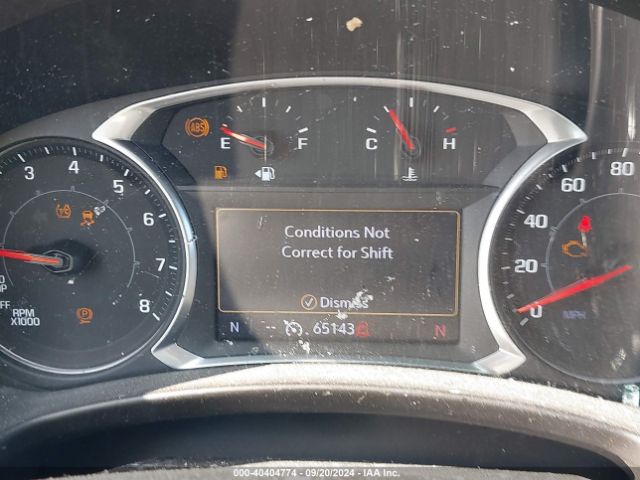 ABS
E F C H
3 4 5 6 7 8
RPM
X1000
OFF
Conditions Not
Correct for Shift
Dismiss
N -- 65143 N
0 20 40 60 80
MPH
000-40404774 | 09/20/2024 | IAA Inc.